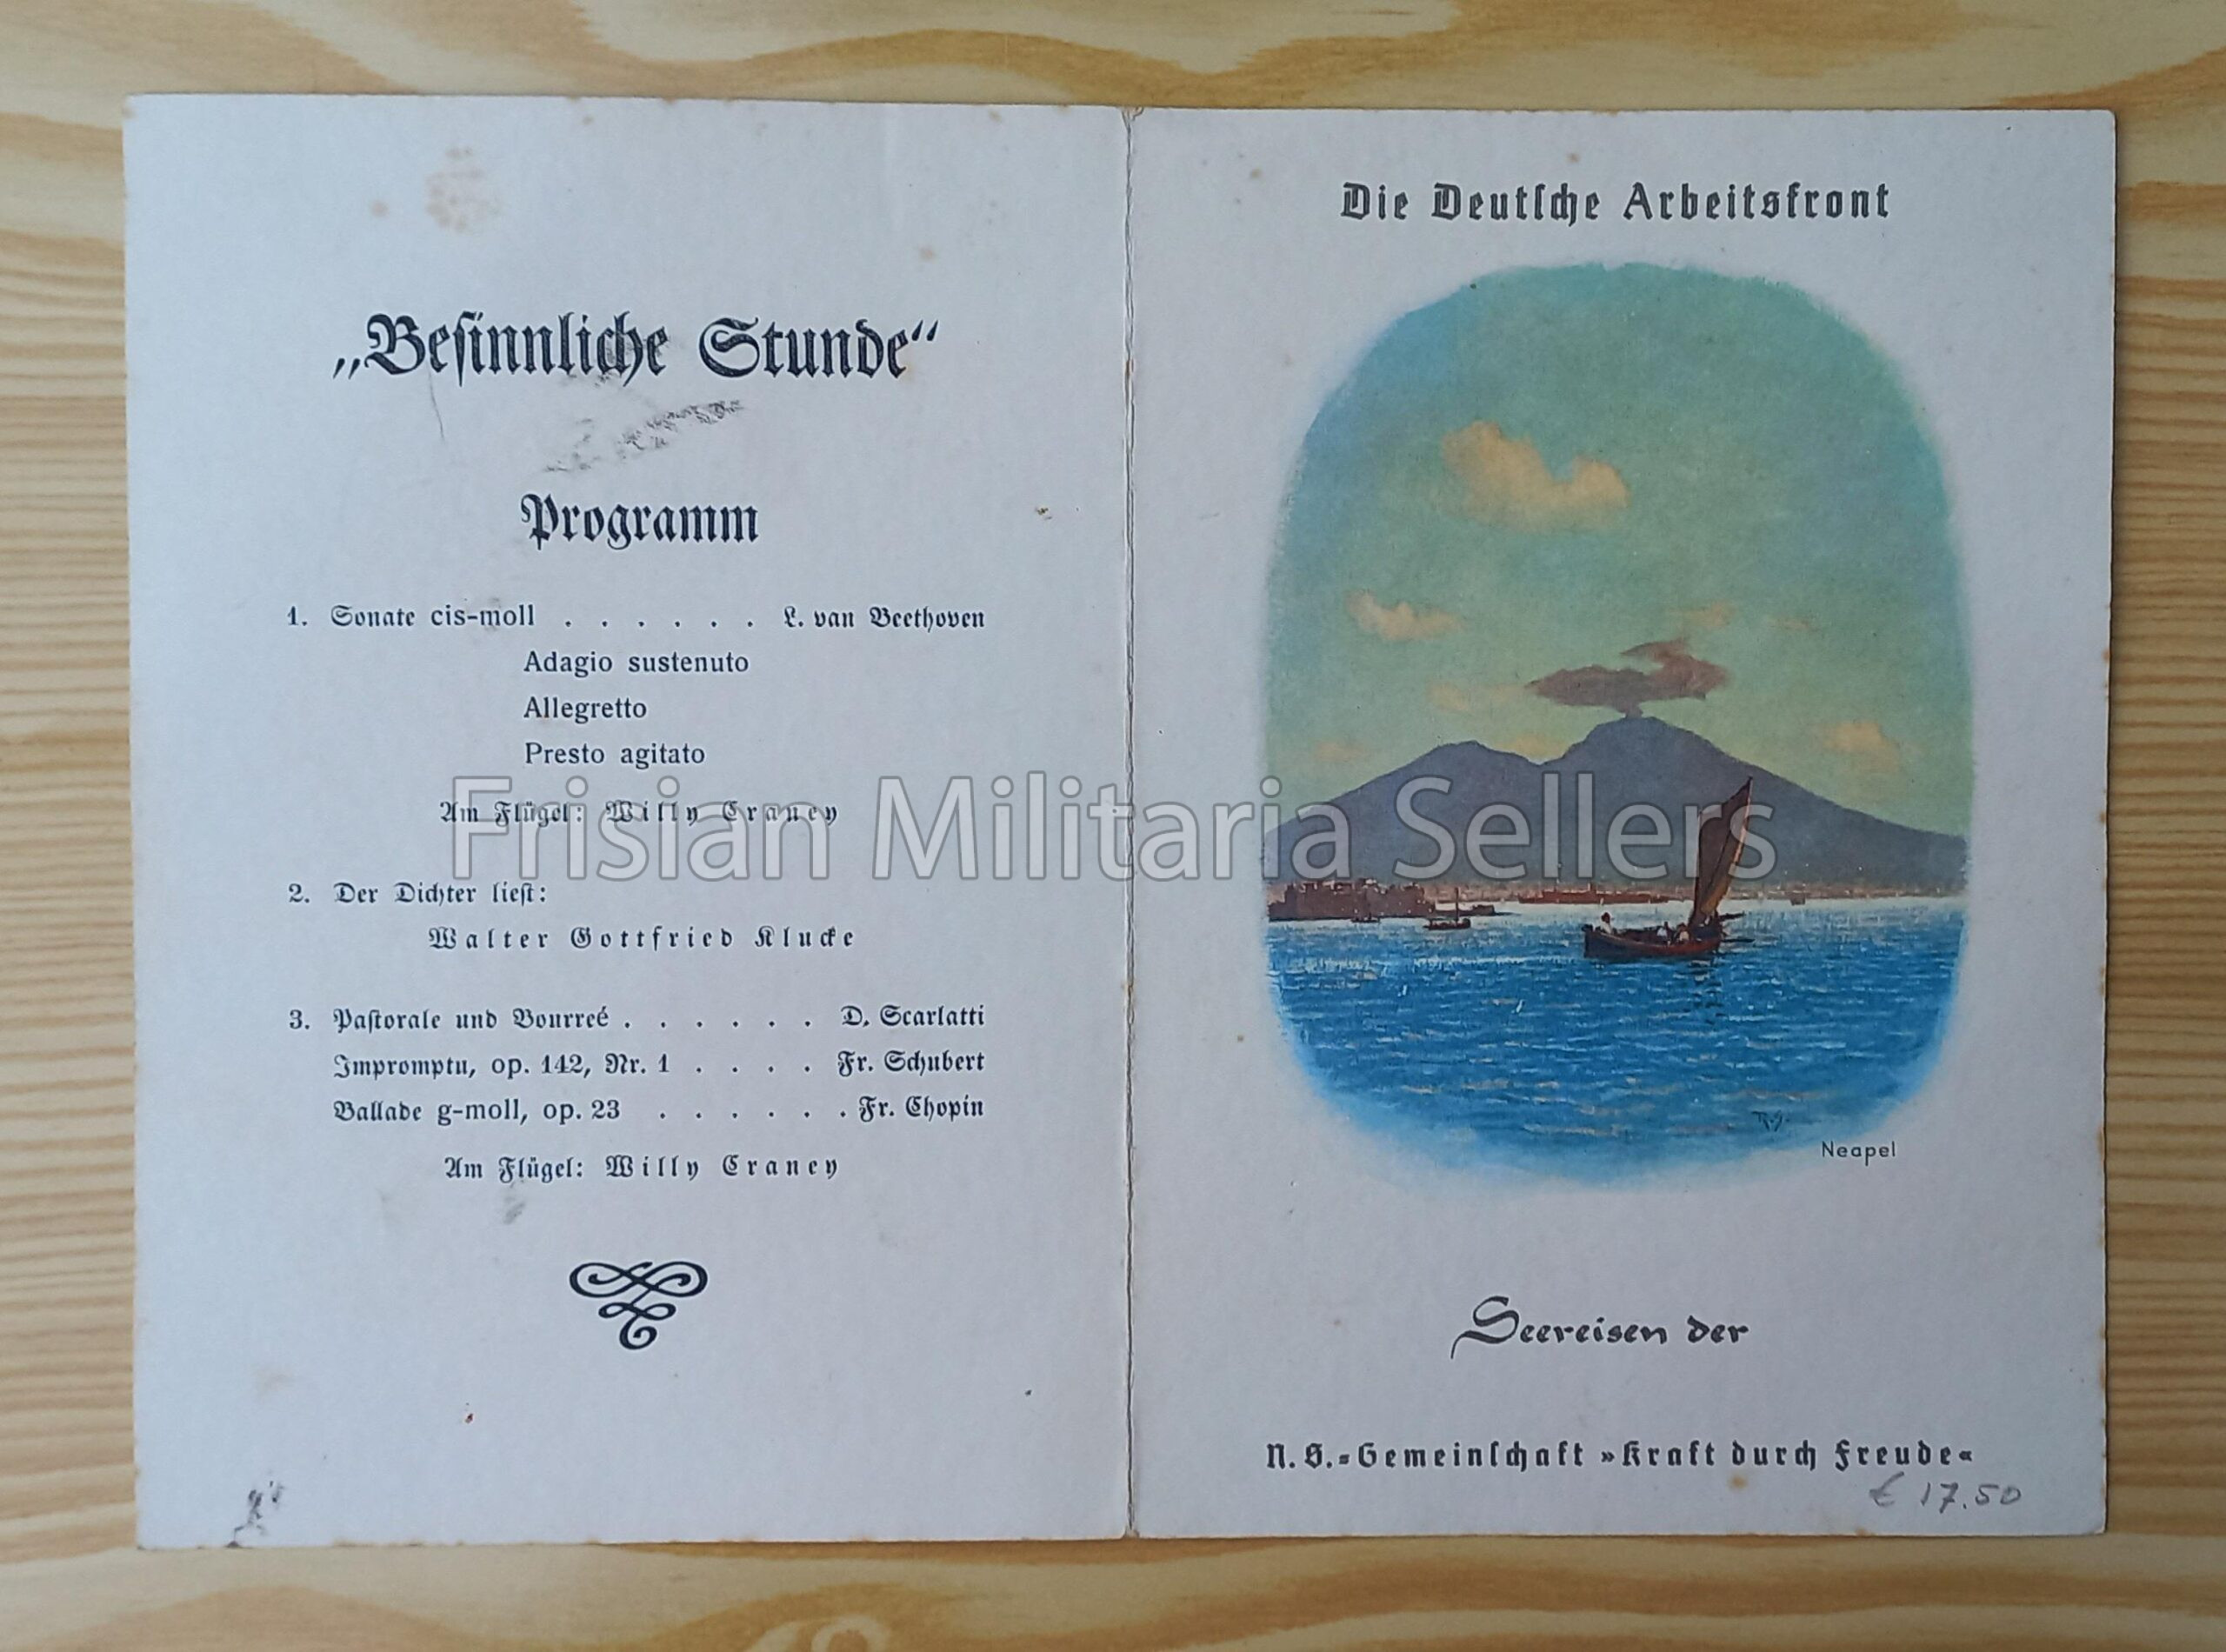 „Beſinnliche Stunde“
Programm
1. Sonate cis-moll . . . . . . L. van Beethoven
Adagio sustenuto
Allegretto
Presto agitato
Am Flügel: Willy Craney
2. Der Dichter lieſt:
Walter Gottfried Klucke
3. Paſtorale und Bourreé . . . . . . D. Scarlatti
Impromptu, op. 142, Nr. 1 . . . . Fr. Schubert
Ballade g-moll, op. 23 . . . . . . Fr. Chopin
Am Flügel: Willy Craney
Die Deutſche Arbeitsfront
Neapel
Seereisen der
N. S.=Gemeinſchaft »Kraft durch Freude«
€ 17.50
Frisian Militaria Sellers